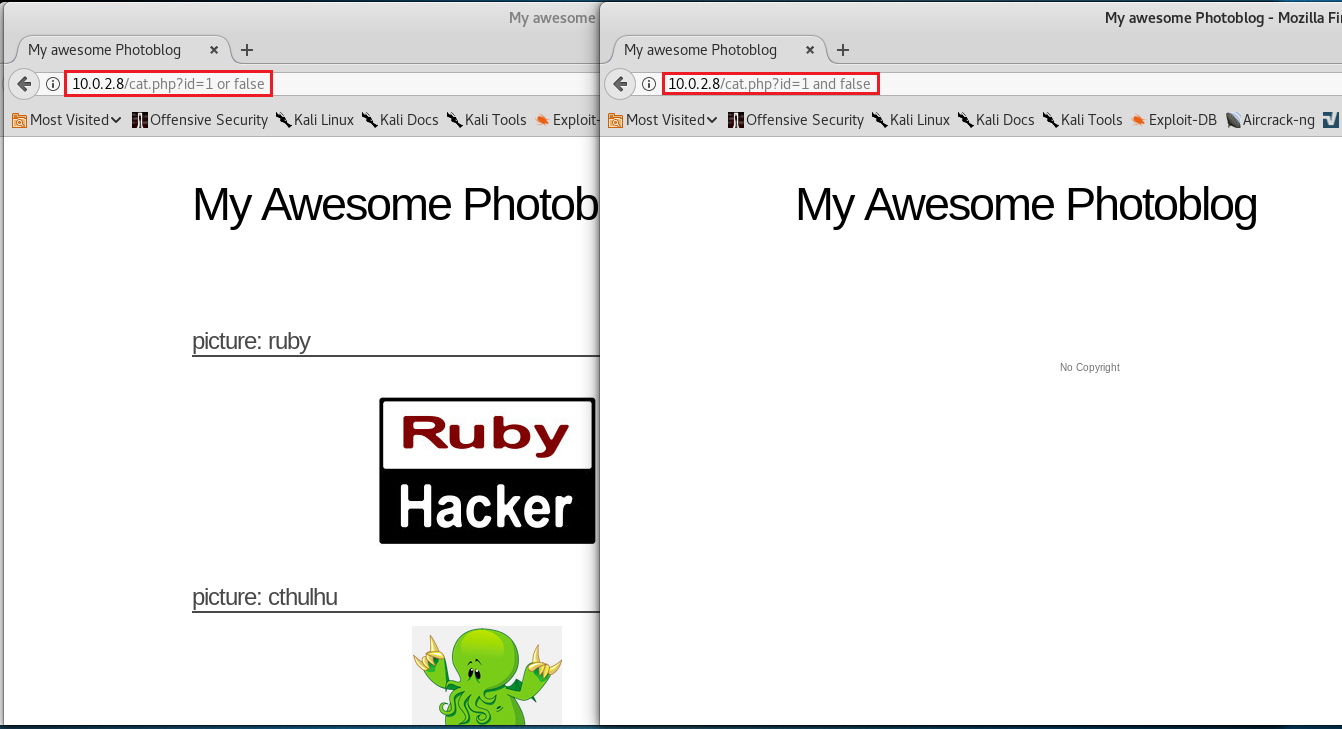 My awesome
My awesome Photoblog
10.0.2.8/cat.php?id=1 or false
Most Visited Offensive Security Kali Linux Kali Docs Kali Tools Exploit-
My Awesome Photob
picture: ruby
Ruby
Hacker
picture: cthulhu
My awesome Photoblog - Mozilla Fi
My awesome Photoblog
10.0.2.8/cat.php?id=1 and false
Most Visited Offensive Security Kali Linux Kali Docs Kali Tools Exploit-DB Aircrack-ng
My Awesome Photoblog
No Copyright